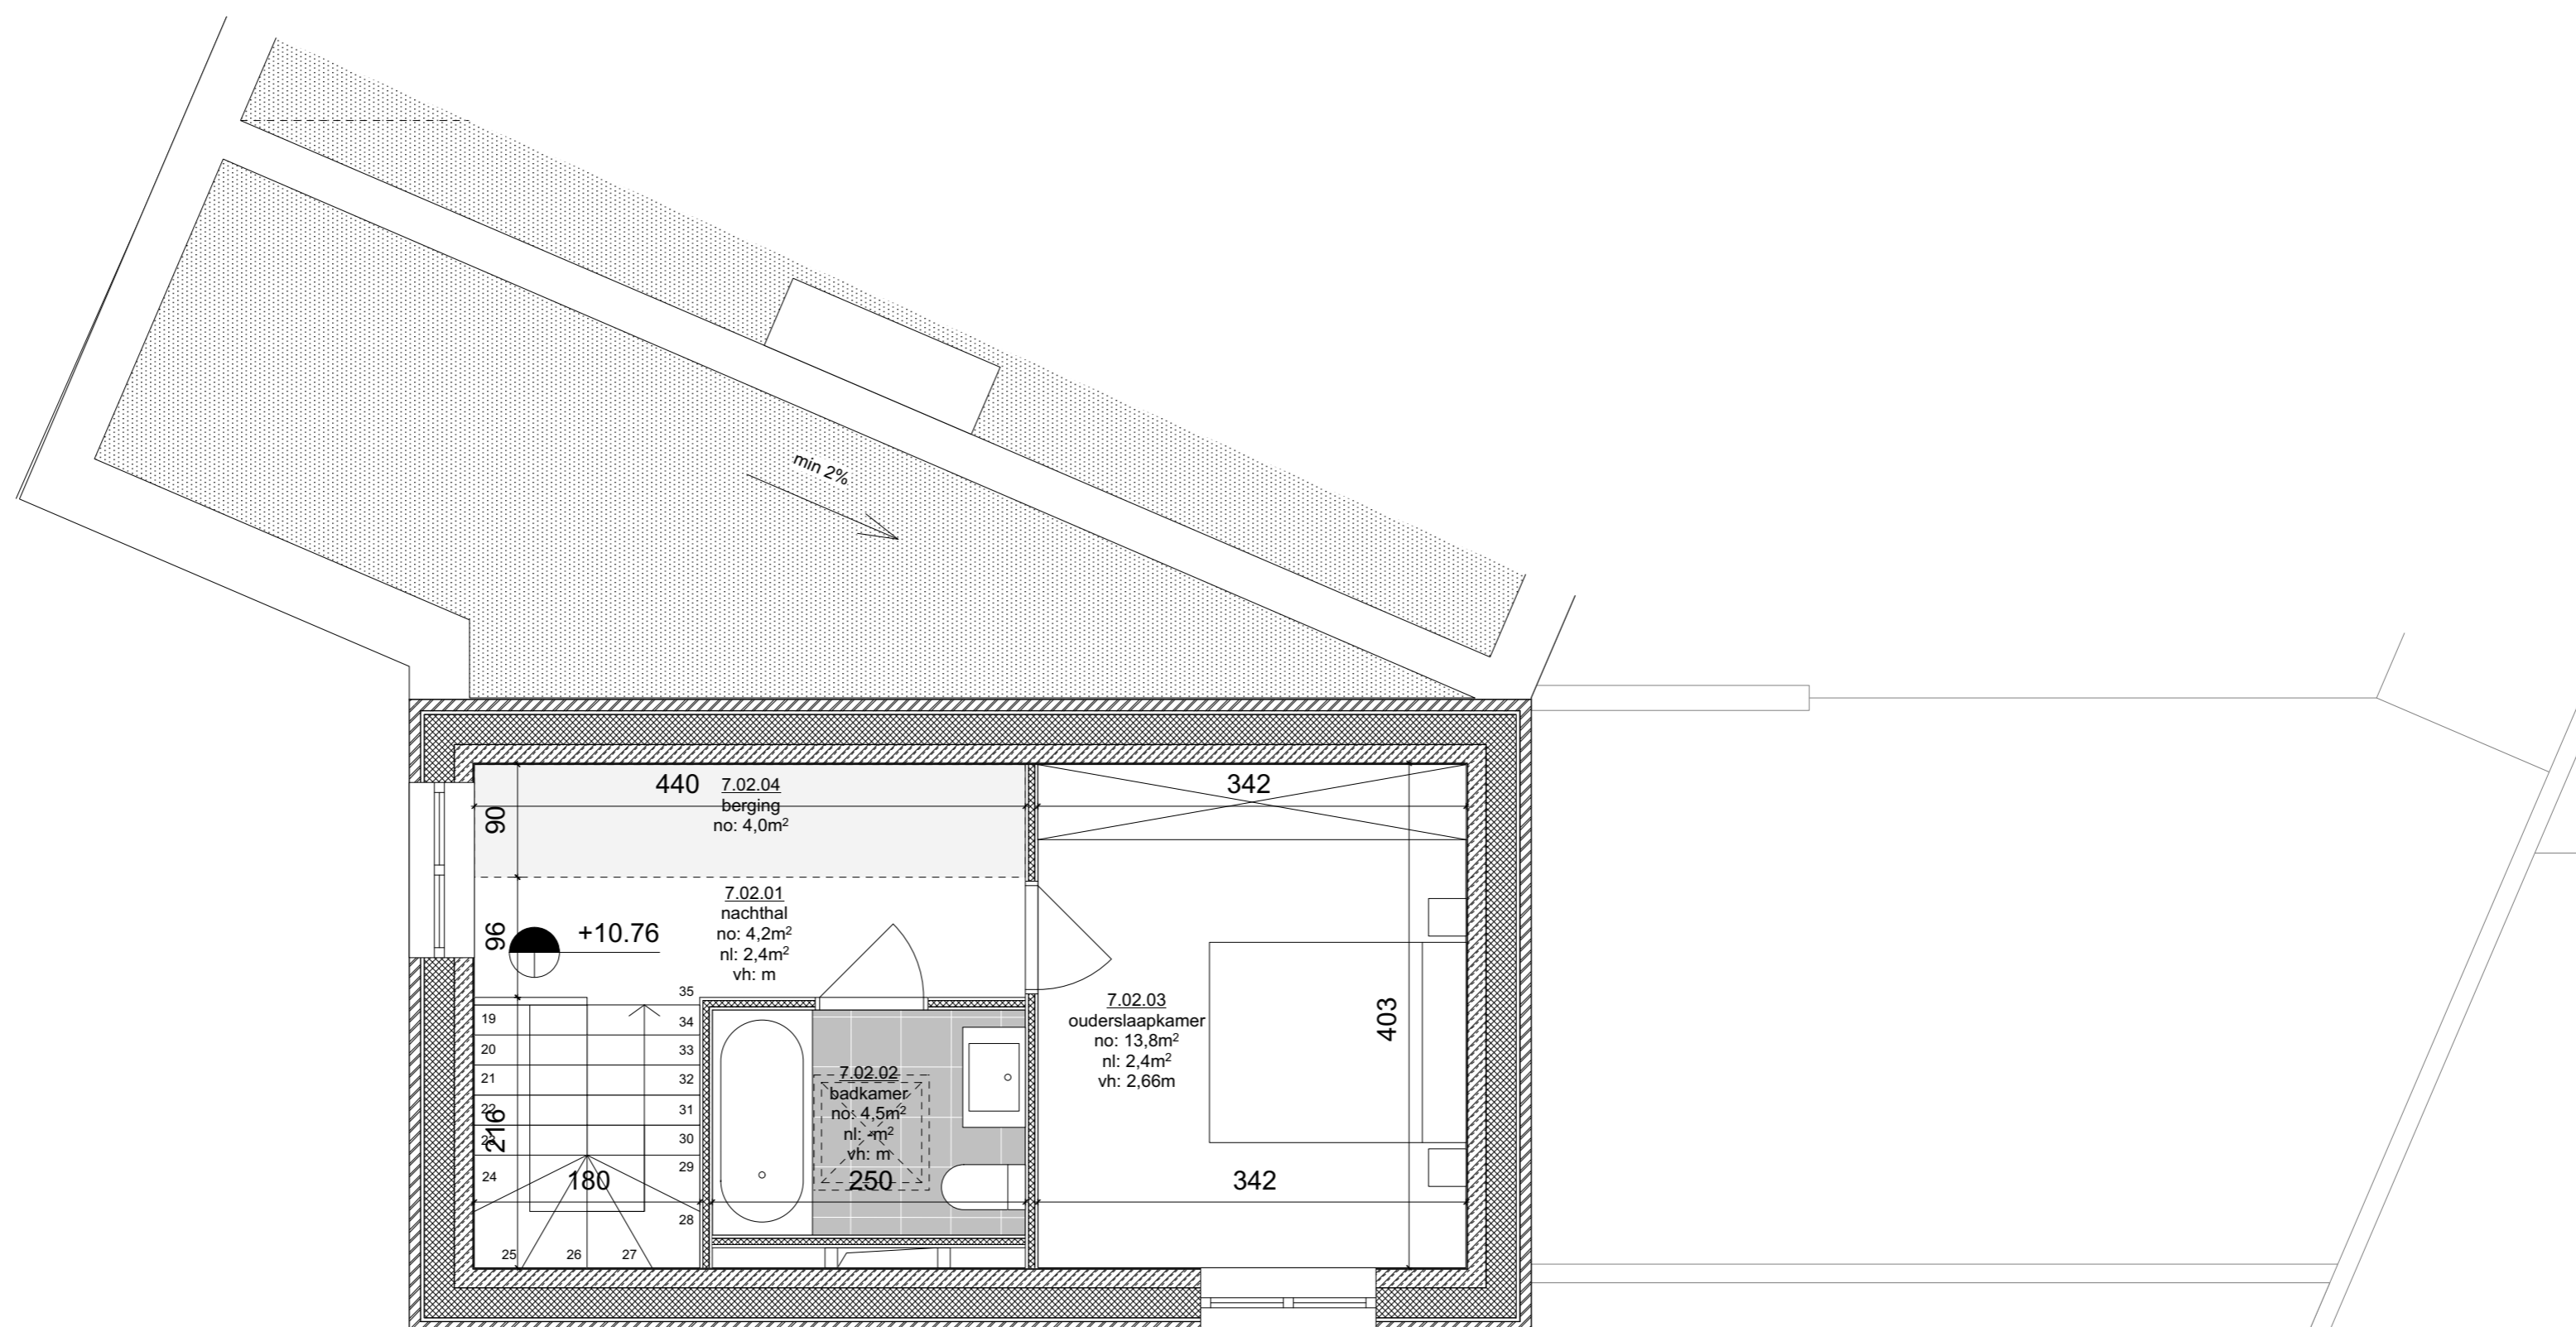 min 2%
440
7.02.04
berging
no: 4,0m²
342
90
7.02.01
nachthal
no: 4,2m²
nl: 2,4m²
vh: m
96
+10.76
35
19
34
20
33
21
32
22
31
216
23
30
24
29
180
28
25
26
27
7.02.02
badkamer
no: 4,5m²
nl: -m²
vh: m
250
7.02.03
ouderslaapkamer
no: 13,8m²
nl: 2,4m²
vh: 2,66m
403
342